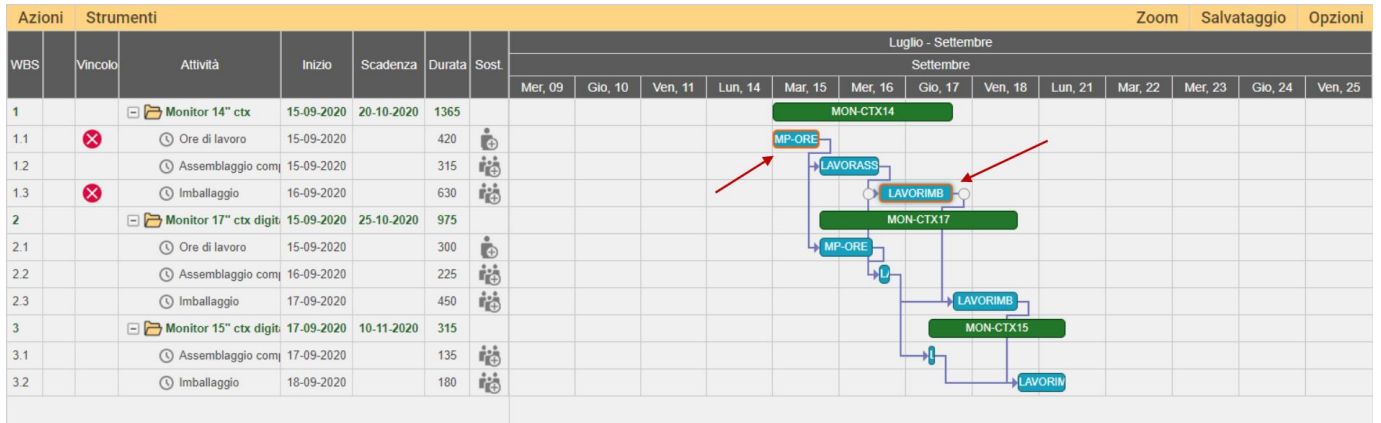 Azioni Strumenti Zoom Salvataggio Opzioni
Luglio - Settembre
WBS Vincolo Attività Inizio Scadenza Durata Sost. Settembre
Mer, 09 Gio, 10 Ven, 11 Lun, 14 Mar, 15 Mer, 16 Gio, 17 Ven, 18 Lun, 21 Mar, 22 Mer, 23 Gio, 24 Ven, 25
1 Monitor 14" ctx 15-09-2020 20-10-2020 1365 MON-CTX14
1.1 Ore di lavoro 15-09-2020 420 MP-ORE
1.2 Assemblaggio comp 15-09-2020 315 LAVORASS
1.3 Imballaggio 16-09-2020 630 LAVORIMB
2 Monitor 17" ctx digita 15-09-2020 25-10-2020 975 MON-CTX17
2.1 Ore di lavoro 15-09-2020 300 MP-ORE
2.2 Assemblaggio comp 16-09-2020 225 LA
2.3 Imballaggio 17-09-2020 450 LAVORIMB
3 Monitor 15" ctx digita 17-09-2020 10-11-2020 315 MON-CTX15
3.1 Assemblaggio comp 17-09-2020 135 L
3.2 Imballaggio 18-09-2020 180 LAVORIM